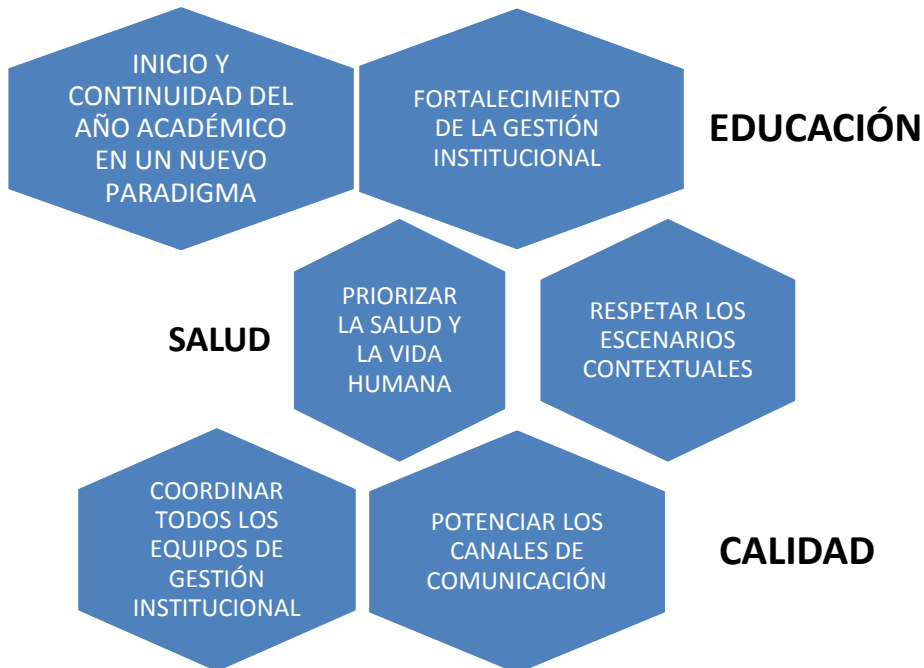 INICIO Y
CONTINUIDAD DEL
AÑO ACADÉMICO
EN UN NUEVO
PARADIGMA
FORTALECIMIENTO
DE LA GESTIÓN
INSTITUCIONAL
EDUCACIÓN
SALUD
PRIORIZAR
LA SALUD Y
LA VIDA
HUMANA
RESPETAR LOS
ESCENARIOS
CONTEXTUALES
COORDINAR
TODOS LOS
EQUIPOS DE
GESTIÓN
INSTITUCIONAL
POTENCIAR LOS
CANALES DE
COMUNICACIÓN
CALIDAD